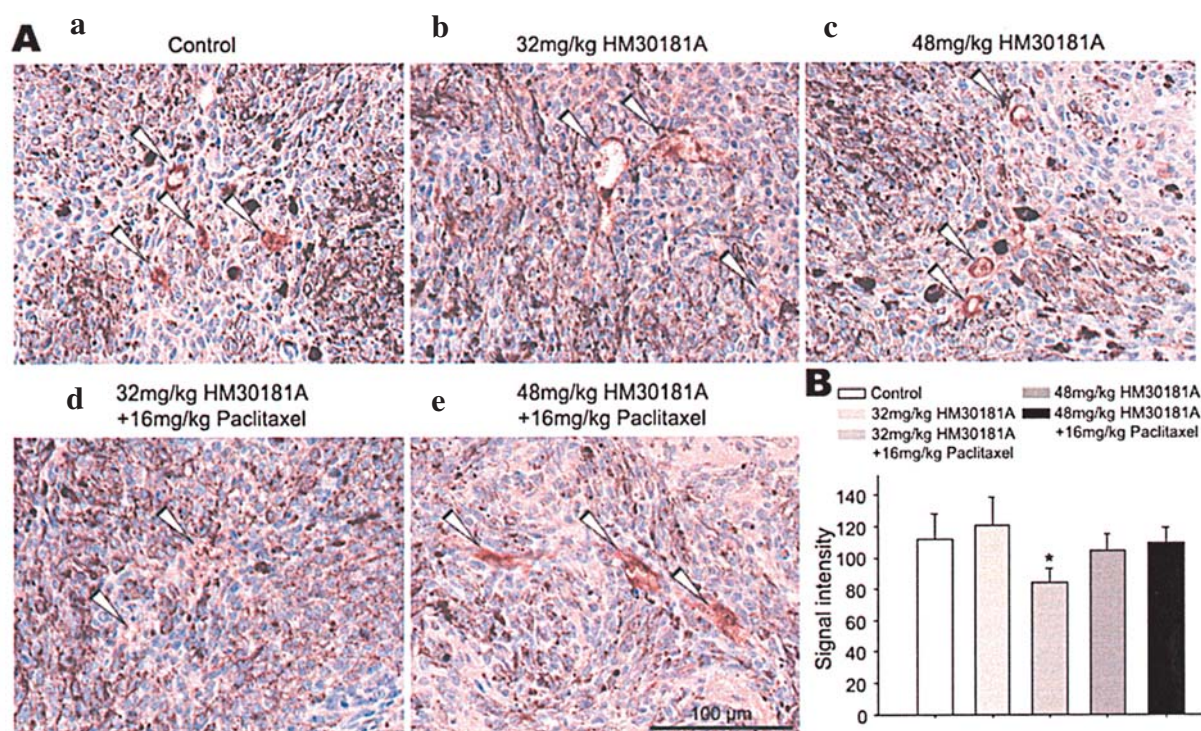 A a b c
Control 32mg/kg HM30181A 48mg/kg HM30181A
d e
32mg/kg HM30181A 48mg/kg HM30181A
+16mg/kg Paclitaxel +16mg/kg Paclitaxel
100 µm
B
Control 48mg/kg HM30181A
32mg/kg HM30181A 48mg/kg HM30181A
+16mg/kg Paclitaxel
32mg/kg HM30181A
+16mg/kg Paclitaxel
Signal intensity
140
120
*
100
80
60
40
20
0